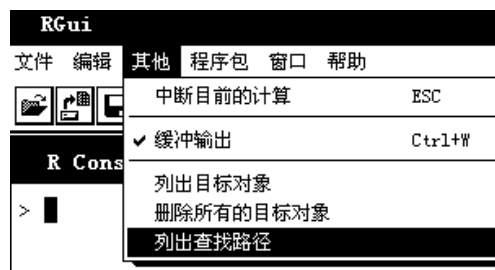 RGui
文件 编辑 其他 程序包 窗口 帮助
中断目前的计算 ESC
✓ 缓冲输出 Ctrl+W
R Cons
列出目标对象
>
删除所有的目标对象
列出查找路径